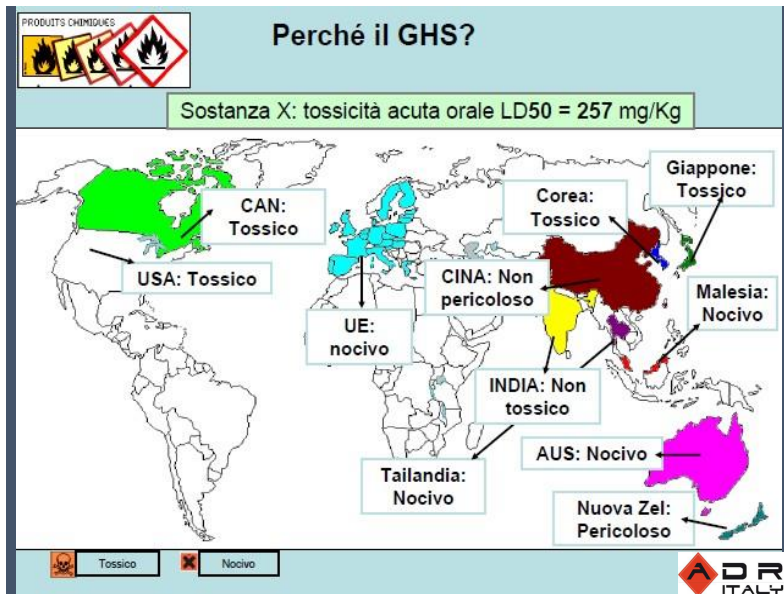 PRODUITS CHIMIQUES
Perché il GHS?
Sostanza X: tossicità acuta orale LD50 = 257 mg/Kg
Giappone:
Tossico
Corea:
Tossico
CAN:
Tossico
USA: Tossico
CINA: Non
pericoloso
Malesia:
Nocivo
UE:
nocivo
INDIA: Non
tossico
AUS: Nocivo
Tailandia:
Nocivo
Nuova Zel:
Pericoloso
Tossico
Nocivo
ADR
ITALY